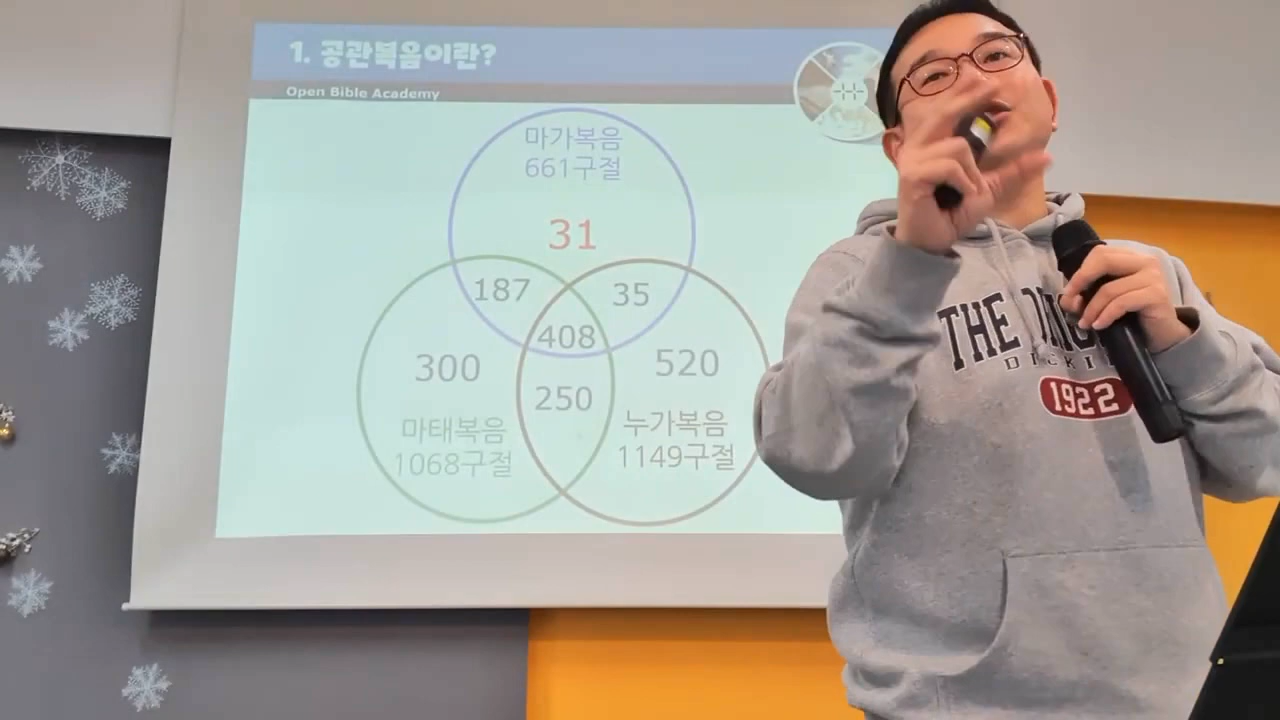 1. 공관복음이란?
Open Bible Academy
마가복음
661구절
31
187
35
408
300
520
250
마태복음
1068구절
누가복음
1149구절
THE
1922